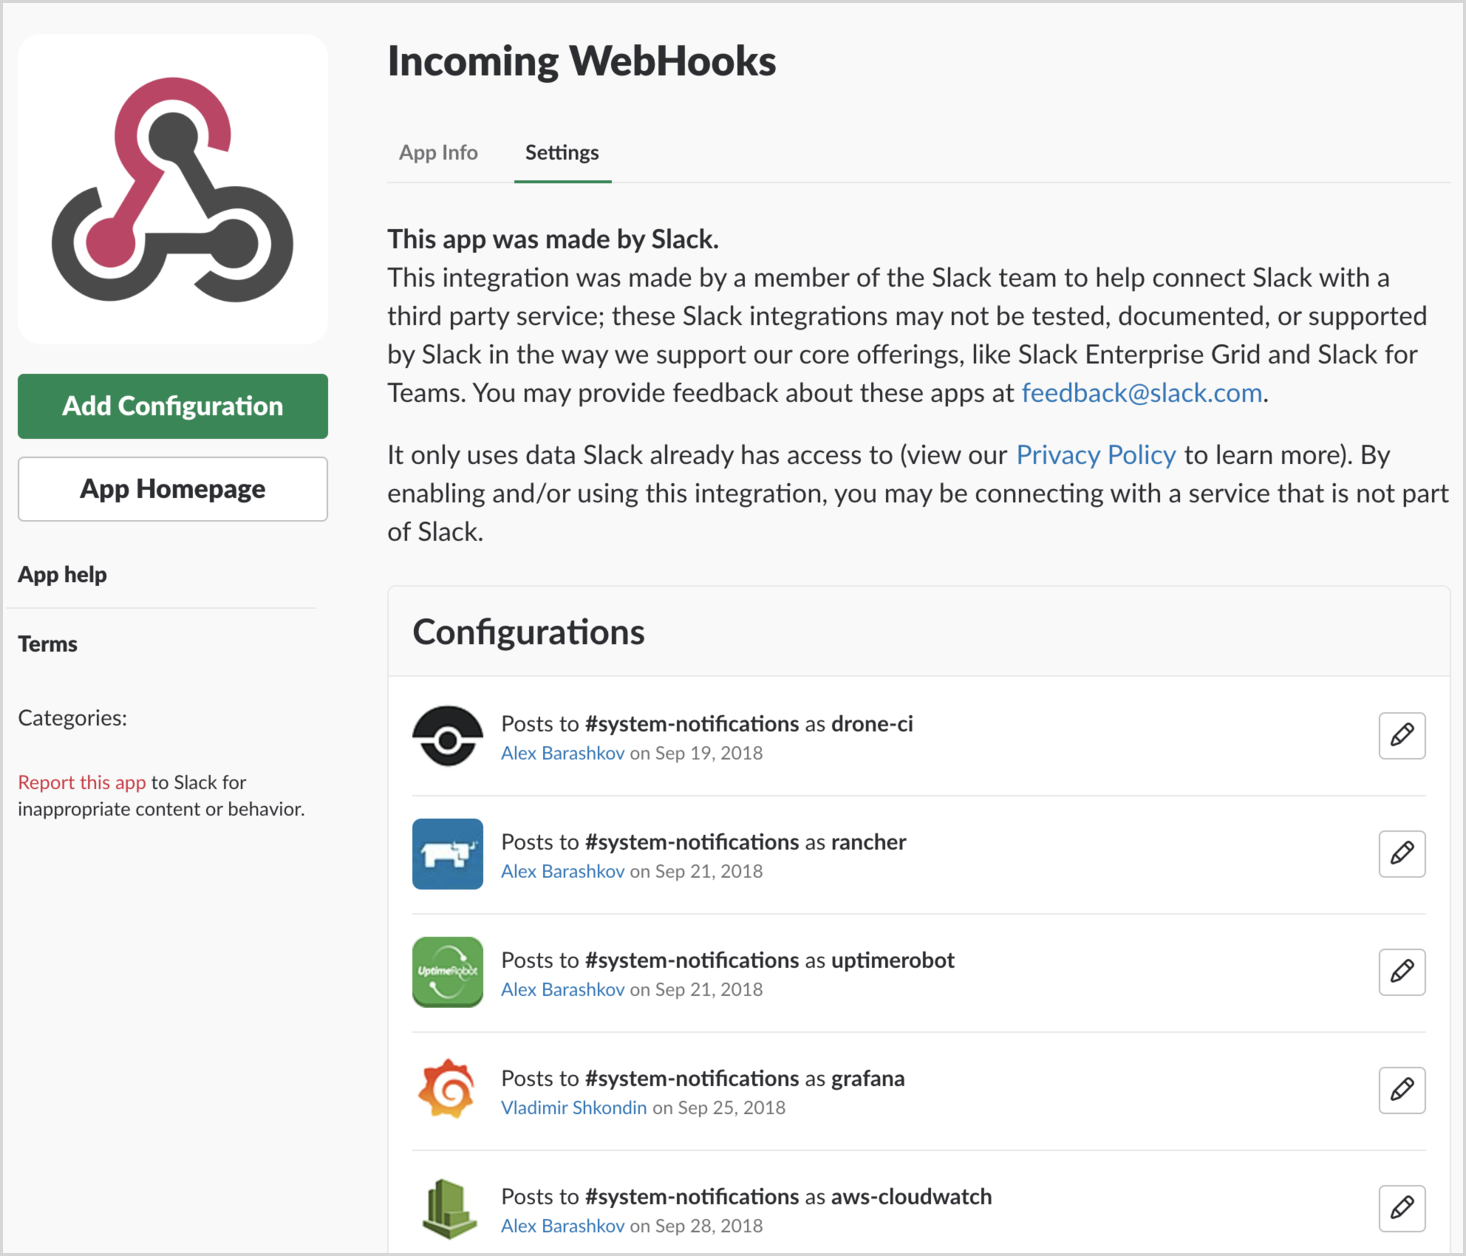 Incoming WebHooks
App Info
Settings
This app was made by Slack.
This integration was made by a member of the Slack team to help connect Slack with a
third party service; these Slack integrations may not be tested, documented, or supported
by Slack in the way we support our core offerings, like Slack Enterprise Grid and Slack for
Teams. You may provide feedback about these apps at feedback@slack.com.
It only uses data Slack already has access to (view our Privacy Policy to learn more). By
enabling and/or using this integration, you may be connecting with a service that is not part
of Slack.
Add Configuration
App Homepage
App help
Terms
Categories:
Report this app to Slack for
inappropriate content or behavior.
Configurations
Posts to #system-notifications as drone-ci
Alex Barashkov on Sep 19, 2018
Posts to #system-notifications as rancher
Alex Barashkov on Sep 21, 2018
UptimeRobot
Posts to #system-notifications as uptimerobot
Alex Barashkov on Sep 21, 2018
Posts to #system-notifications as grafana
Vladimir Shkondin on Sep 25, 2018
Posts to #system-notifications as aws-cloudwatch
Alex Barashkov on Sep 28, 2018